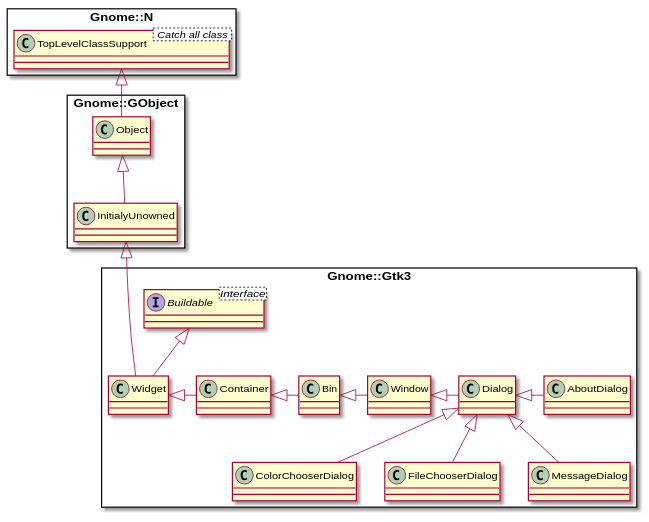 Gnome::N
Catch all class
C TopLevelClassSupport
Gnome::GObject
C Object
C InitialyUnowned
Gnome::Gtk3
Interface
I Buildable
C Widget
C Container
C Bin
C Window
C Dialog
C AboutDialog
C ColorChooserDialog
C FileChooserDialog
C MessageDialog